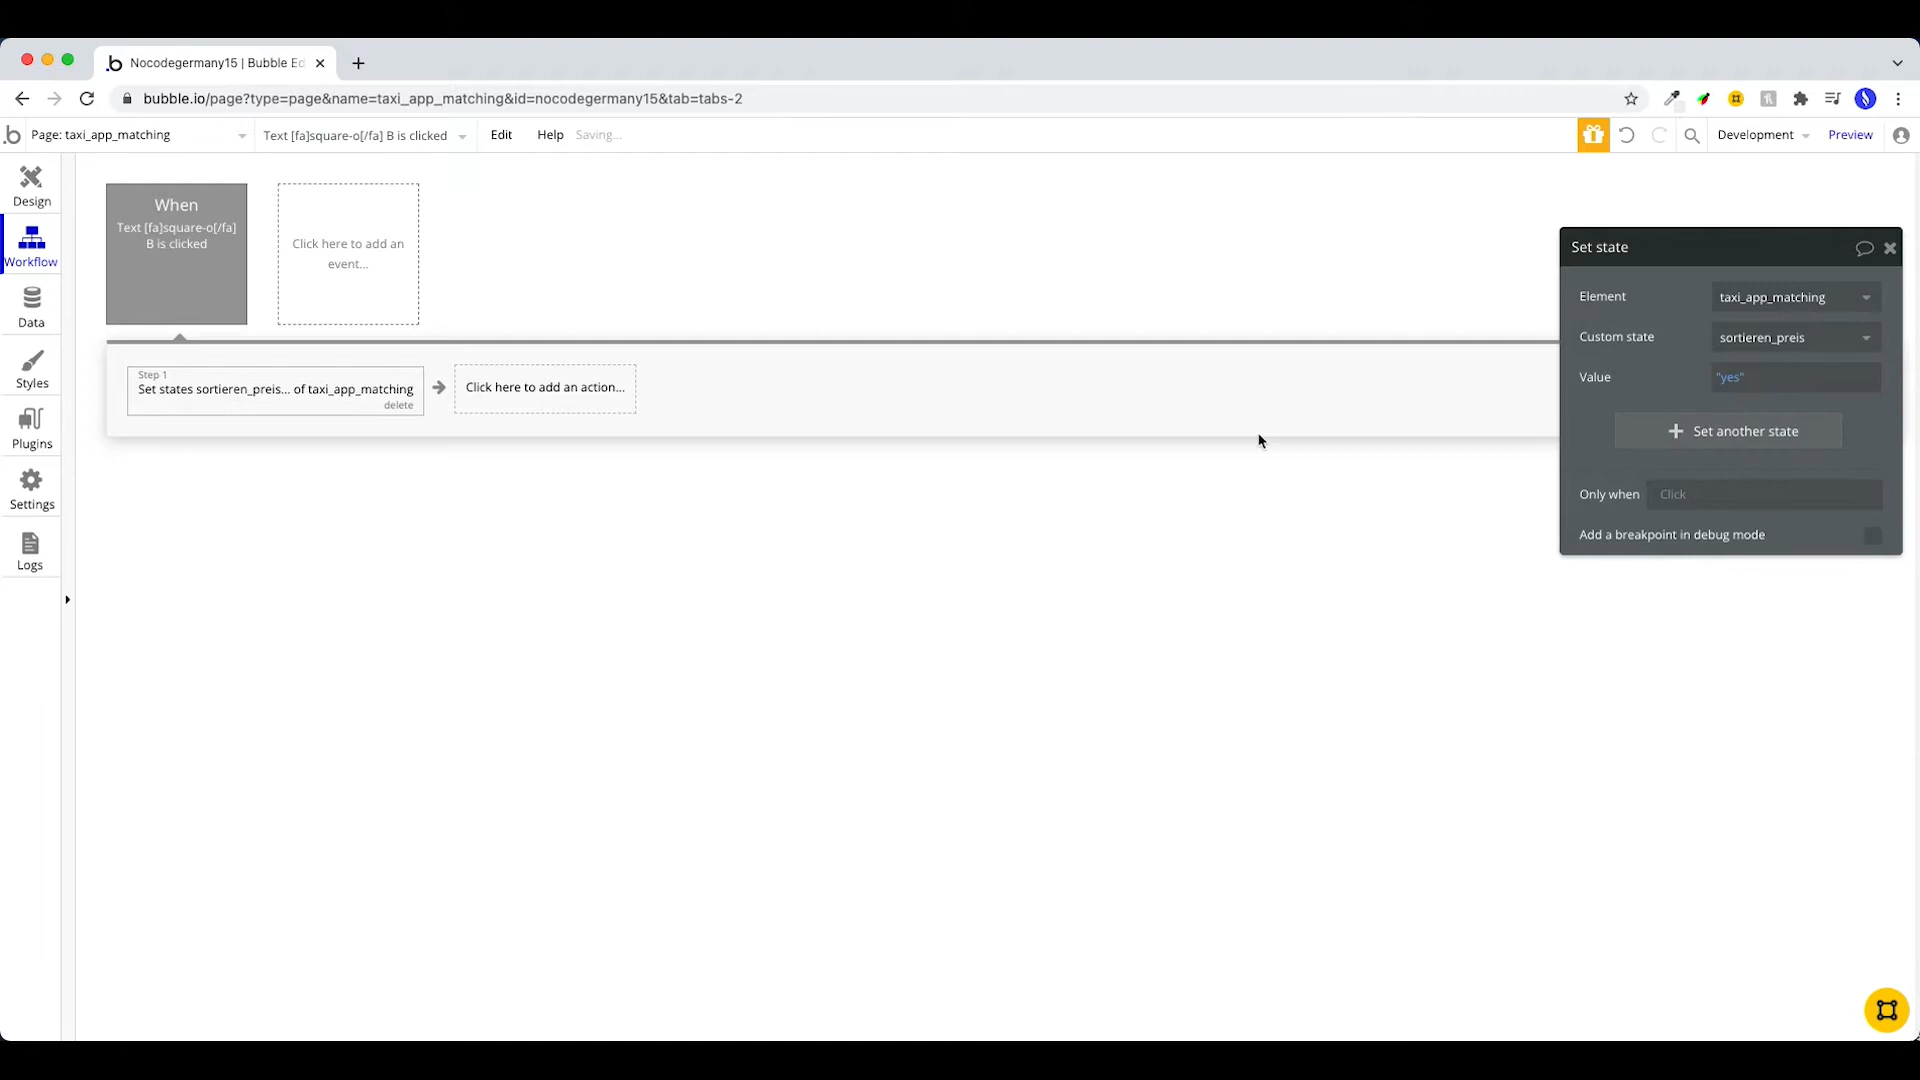 Nocodegermany15 | Bubble Ed
bubble.io/page?type=page&name=taxi_app_matching&id=nocodegermany15&tab=tabs-2
Page: taxi_app_matching
Text [fa]square-o[/fa] B is clicked
Edit
Help
Saving...
Development
Preview
Design
Workflow
Data
Styles
Plugins
Settings
Logs
When
Text [fa]square-o[/fa]
B is clicked
Click here to add an
event...
Step 1
Set states sortieren_preis... of taxi_app_matching
delete
Click here to add an action...
Set state
Element
taxi_app_matching
Custom state
sortieren_preis
Value
"yes"
Set another state
Only when
Click
Add a breakpoint in debug mode